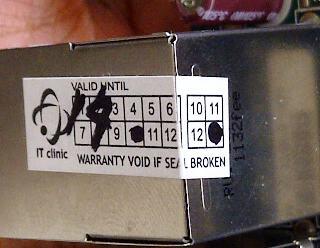 VALID UNTIL
3 4 5 6 10 11
7 9 11 12 12
IT clinic
WARRANTY VOID IF SEAL BROKEN
1132fee